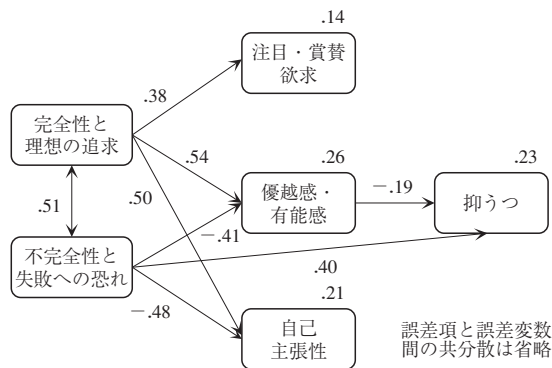 .14
注目・賞賛
欲求
.38
完全性と
理想の追求
.54
.26
.23
優越感・
有能感
−.19
抑うつ
.51
.50
不完全性と
失敗への恐れ
−.41
.40
−.48
.21
自己
主張性
誤差項と誤差変数
間の共分散は省略